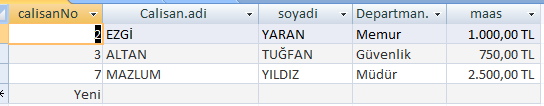 calisanNo Calisan.adi soyadi Departman. maas
2 EZGİ YARAN Memur 1.000,00 TL
3 ALTAN TUĞFAN Güvenlik 750,00 TL
7 MAZLUM YILDIZ Müdür 2.500,00 TL
* Yeni